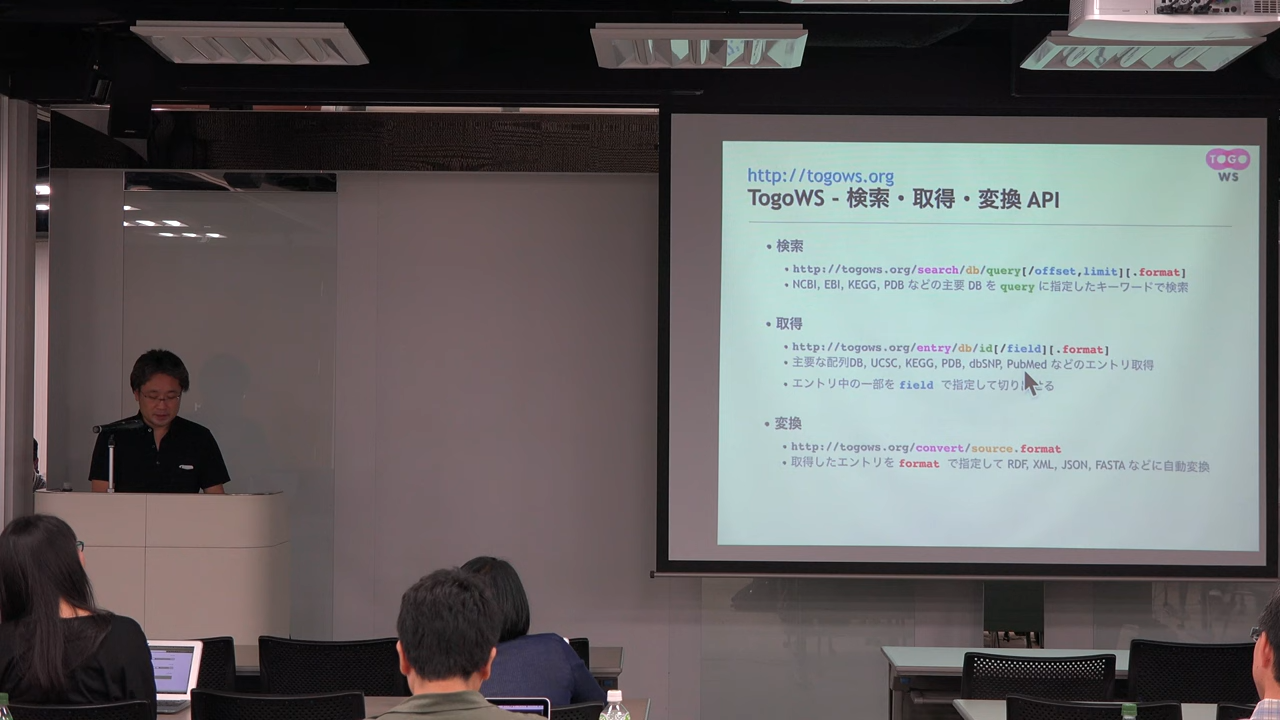 http://togows.org
TogoWS - 検索・取得・変換 API
TOGO
WS
• 検索
• http://togows.org/search/db/query[/offset,limit][.format]
• NCBI, EBI, KEGG, PDB などの主要 DB を query に指定したキーワードで検索
• 取得
• http://togows.org/entry/db/id[/field][.format]
• 主要な配列DB, UCSC, KEGG, PDB, dbSNP, PubMed などのエントリ取得
• エントリ中の一部を field で指定して切り出せる
• 変換
• http://togows.org/convert/source.format
• 取得したエントリを format で指定して RDF, XML, JSON, FASTA などに自動変換